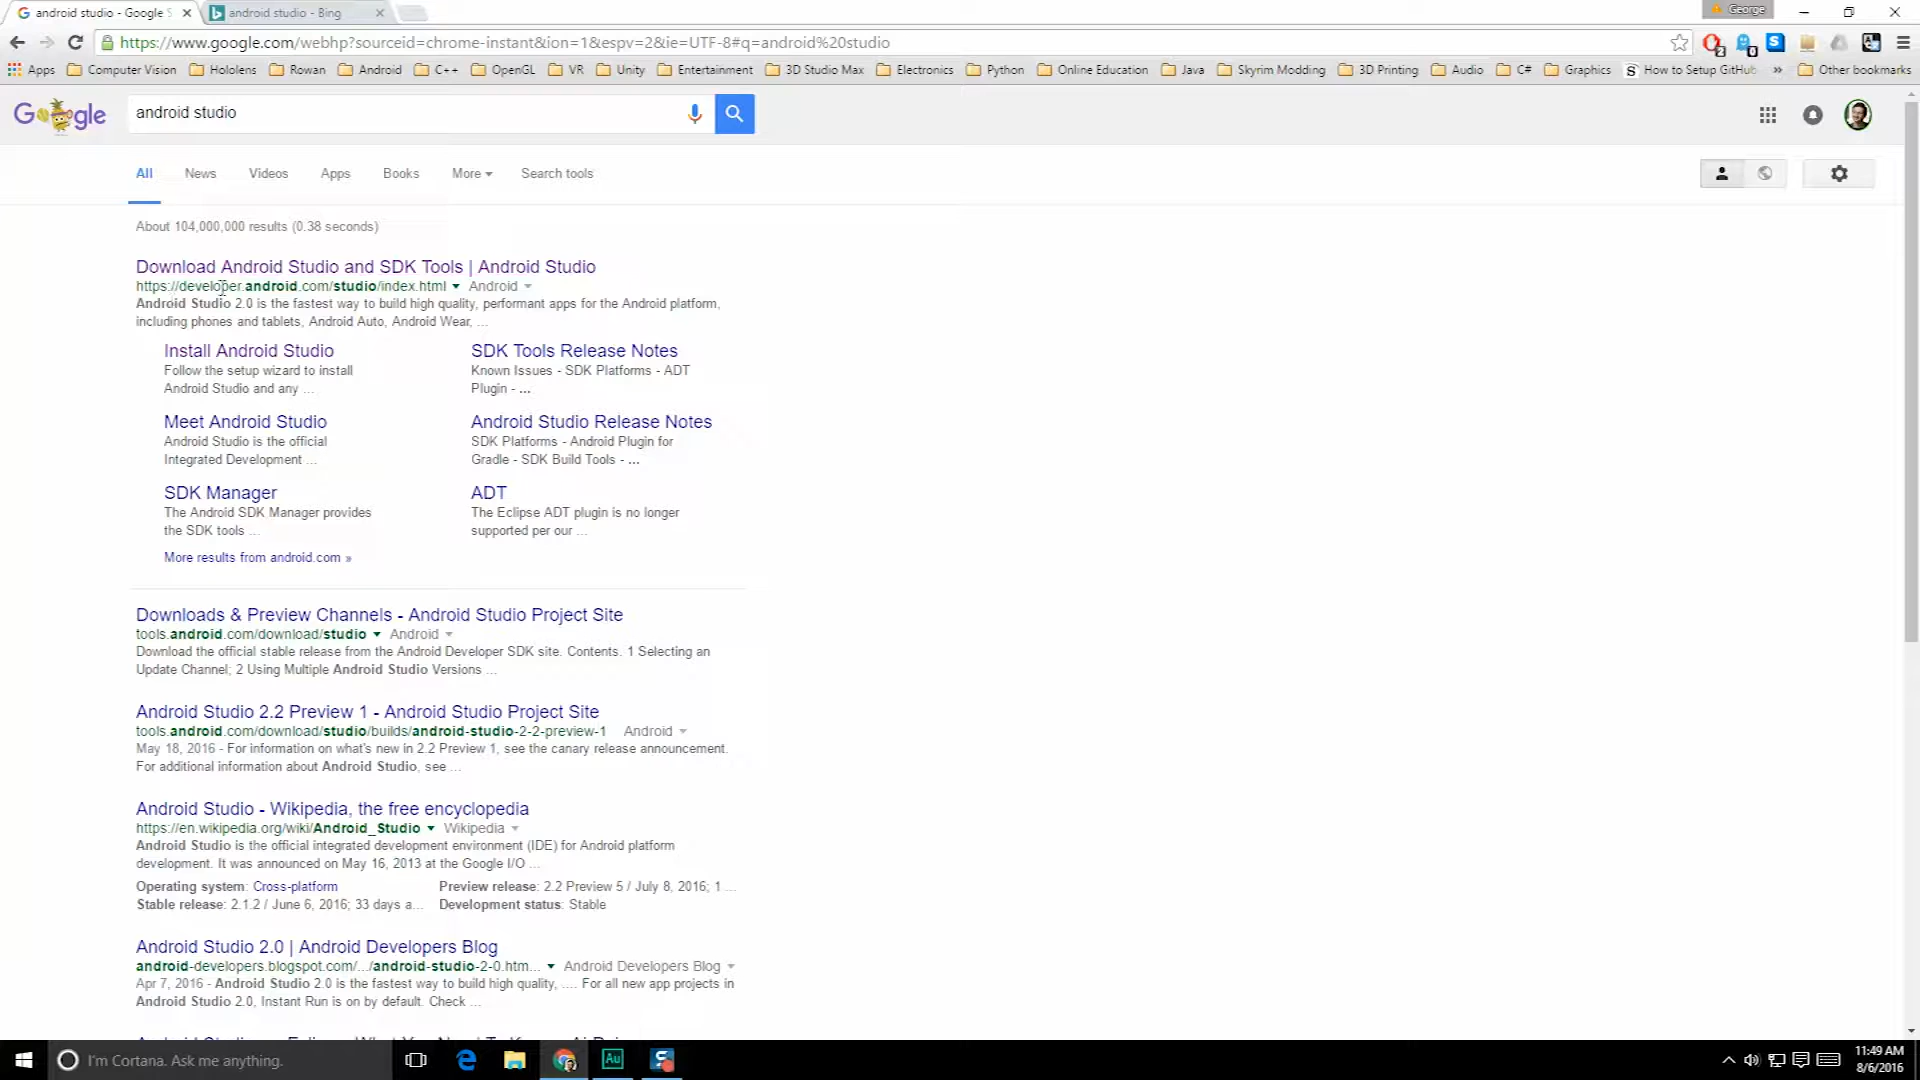 android studio - Google S
android studio - Bing
George
https://www.google.com/webhp?sourceid=chrome-instant&ion=1&espv=2&ie=UTF-8#q=android%20studio
Apps Computer Vision Hololens Rowan Android C++ OpenGL VR Unity Entertainment 3D Studio Max Electronics Python Online Education Java Skyrim Modding 3D Printing Audio C# Graphics How to Setup GitHub » Other bookmarks
Google android studio
All News Videos Apps Books More Search tools
About 104,000,000 results (0.38 seconds)
Download Android Studio and SDK Tools | Android Studio
https://developer.android.com/studio/index.html Android
Android Studio 2.0 is the fastest way to build high quality, performant apps for the Android platform,
including phones and tablets, Android Auto, Android Wear, ...
Install Android Studio
Follow the setup wizard to install
Android Studio and any ...
SDK Tools Release Notes
Known Issues - SDK Platforms - ADT
Plugin - ...
Meet Android Studio
Android Studio is the official
Integrated Development ...
Android Studio Release Notes
SDK Platforms - Android Plugin for
Gradle - SDK Build Tools - ...
SDK Manager
The Android SDK Manager provides
the SDK tools ...
ADT
The Eclipse ADT plugin is no longer
supported per our ...
More results from android.com »
Downloads & Preview Channels - Android Studio Project Site
tools.android.com/download/studio Android
Download the official stable release from the Android Developer SDK site. Contents. 1 Selecting an
Update Channel; 2 Using Multiple Android Studio Versions ...
Android Studio 2.2 Preview 1 - Android Studio Project Site
tools.android.com/download/studio/builds/android-studio-2-2-preview-1 Android
May 18, 2016 - For information on what's new in 2.2 Preview 1, see the canary release announcement.
For additional information about Android Studio, see ...
Android Studio - Wikipedia, the free encyclopedia
https://en.wikipedia.org/wiki/Android_Studio Wikipedia
Android Studio is the official integrated development environment (IDE) for Android platform
development. It was announced on May 16, 2013 at the Google I/O ...
Operating system: Cross-platform Preview release: 2.2 Preview 5 / July 8, 2016; 1 ...
Stable release: 2.1.2 / June 6, 2016; 33 days a... Development status: Stable
Android Studio 2.0 | Android Developers Blog
android-developers.blogspot.com/.../android-studio-2-0.htm... Android Developers Blog
Apr 7, 2016 - Android Studio 2.0 is the fastest way to build high quality, .... For all new app projects in
Android Studio 2.0, Instant Run is on by default. Check ...
I'm Cortana. Ask me anything.
Au
11:49 AM
8/6/2016